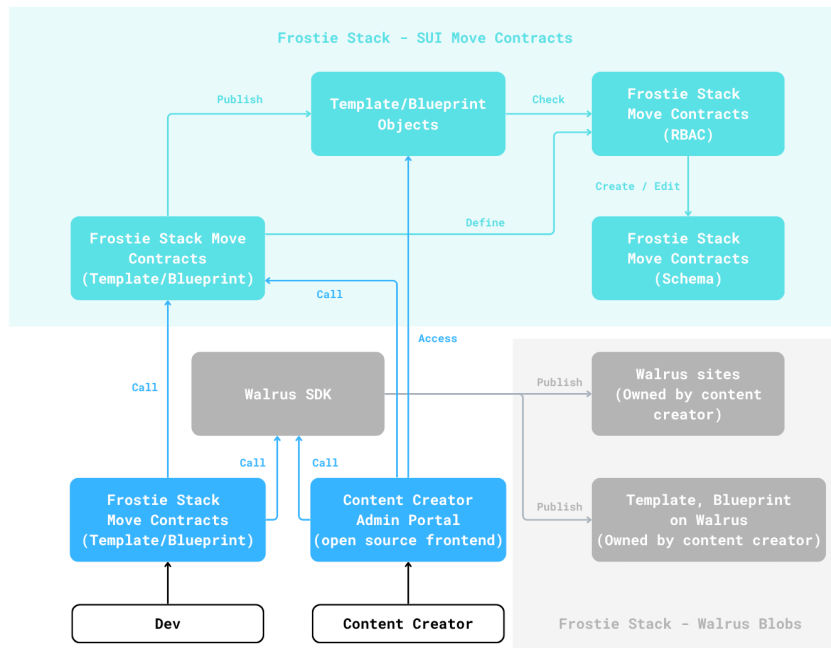 Frostie Stack - SUI Move Contracts
Publish
Template/Blueprint
Objects
Check
Frostie Stack
Move Contracts
(RBAC)
Create / Edit
Define
Frostie Stack Move
Contracts
(Template/Blueprint)
Frostie Stack
Move Contracts
(Schema)
Call
Access
Call
Walrus SDK
Publish
Walrus sites
(Owned by content
creator)
Call
Call
Frostie Stack
Move Contracts
(Template/Blueprint)
Content Creator
Admin Portal
(open source frontend)
Publish
Template, Blueprint
on Walrus
(Owned by content creator)
Dev
Content Creator
Frostie Stack - Walrus Blobs